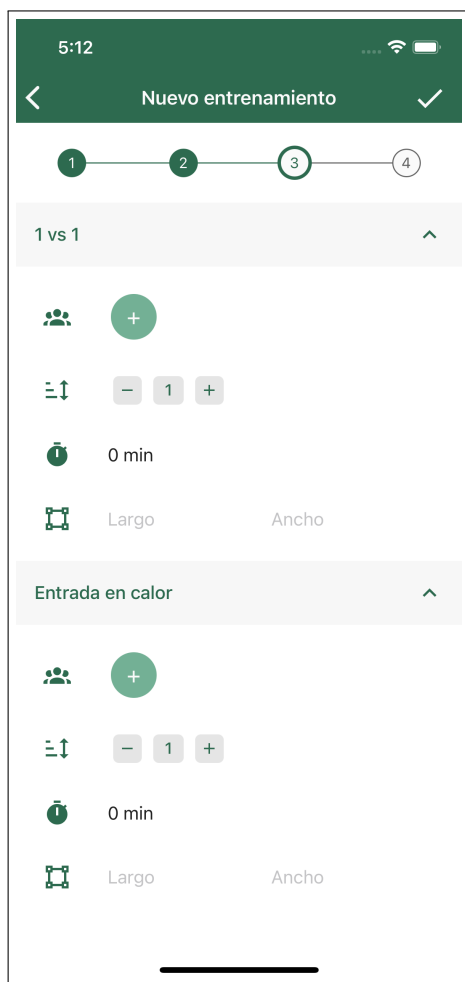 5:12
Nuevo entrenamiento
1 2 3 4
1 vs 1
+
− 1 +
0 min
Largo Ancho
Entrada en calor
+
− 1 +
0 min
Largo Ancho